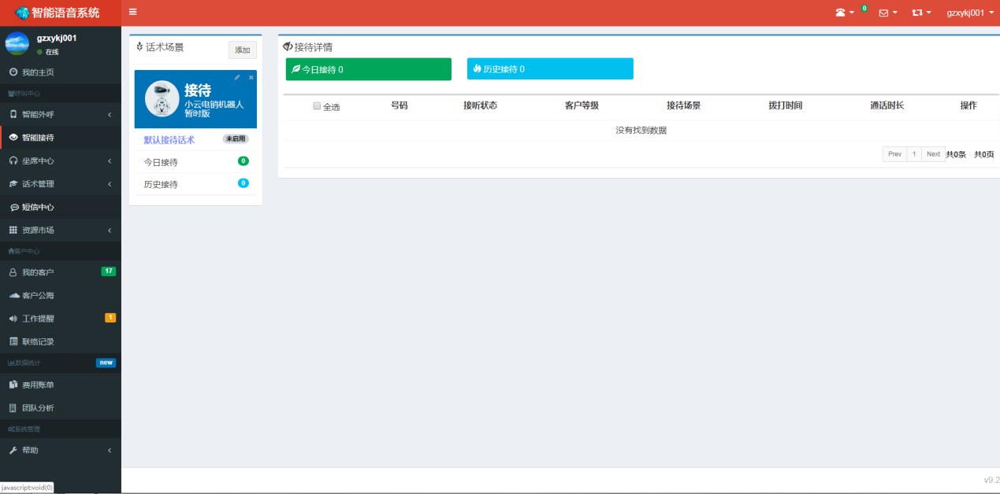 智能语音系统
0
gzxykj001
gzxykj001
在线
我的主页
呼叫中心
智能外呼
智能接待
坐席中心
话术管理
短信中心
资源市场
客户中心
我的客户 17
客户公海
工作提醒 1
联络记录
数据统计 new
费用账单
团队分析
系统管理
帮助
javascript:void(0)
话术场景 添加
接待
小云电销机器人
暂时版
默认接待话术 未启用
今日接待 0
历史接待 0
接待详情
今日接待 0 历史接待 0
全选 号码 接听状态 客户等级 接待场景 拨打时间 通话时长 操作
没有找到数据
Prev 1 Next 共0条 共0页
v9.2